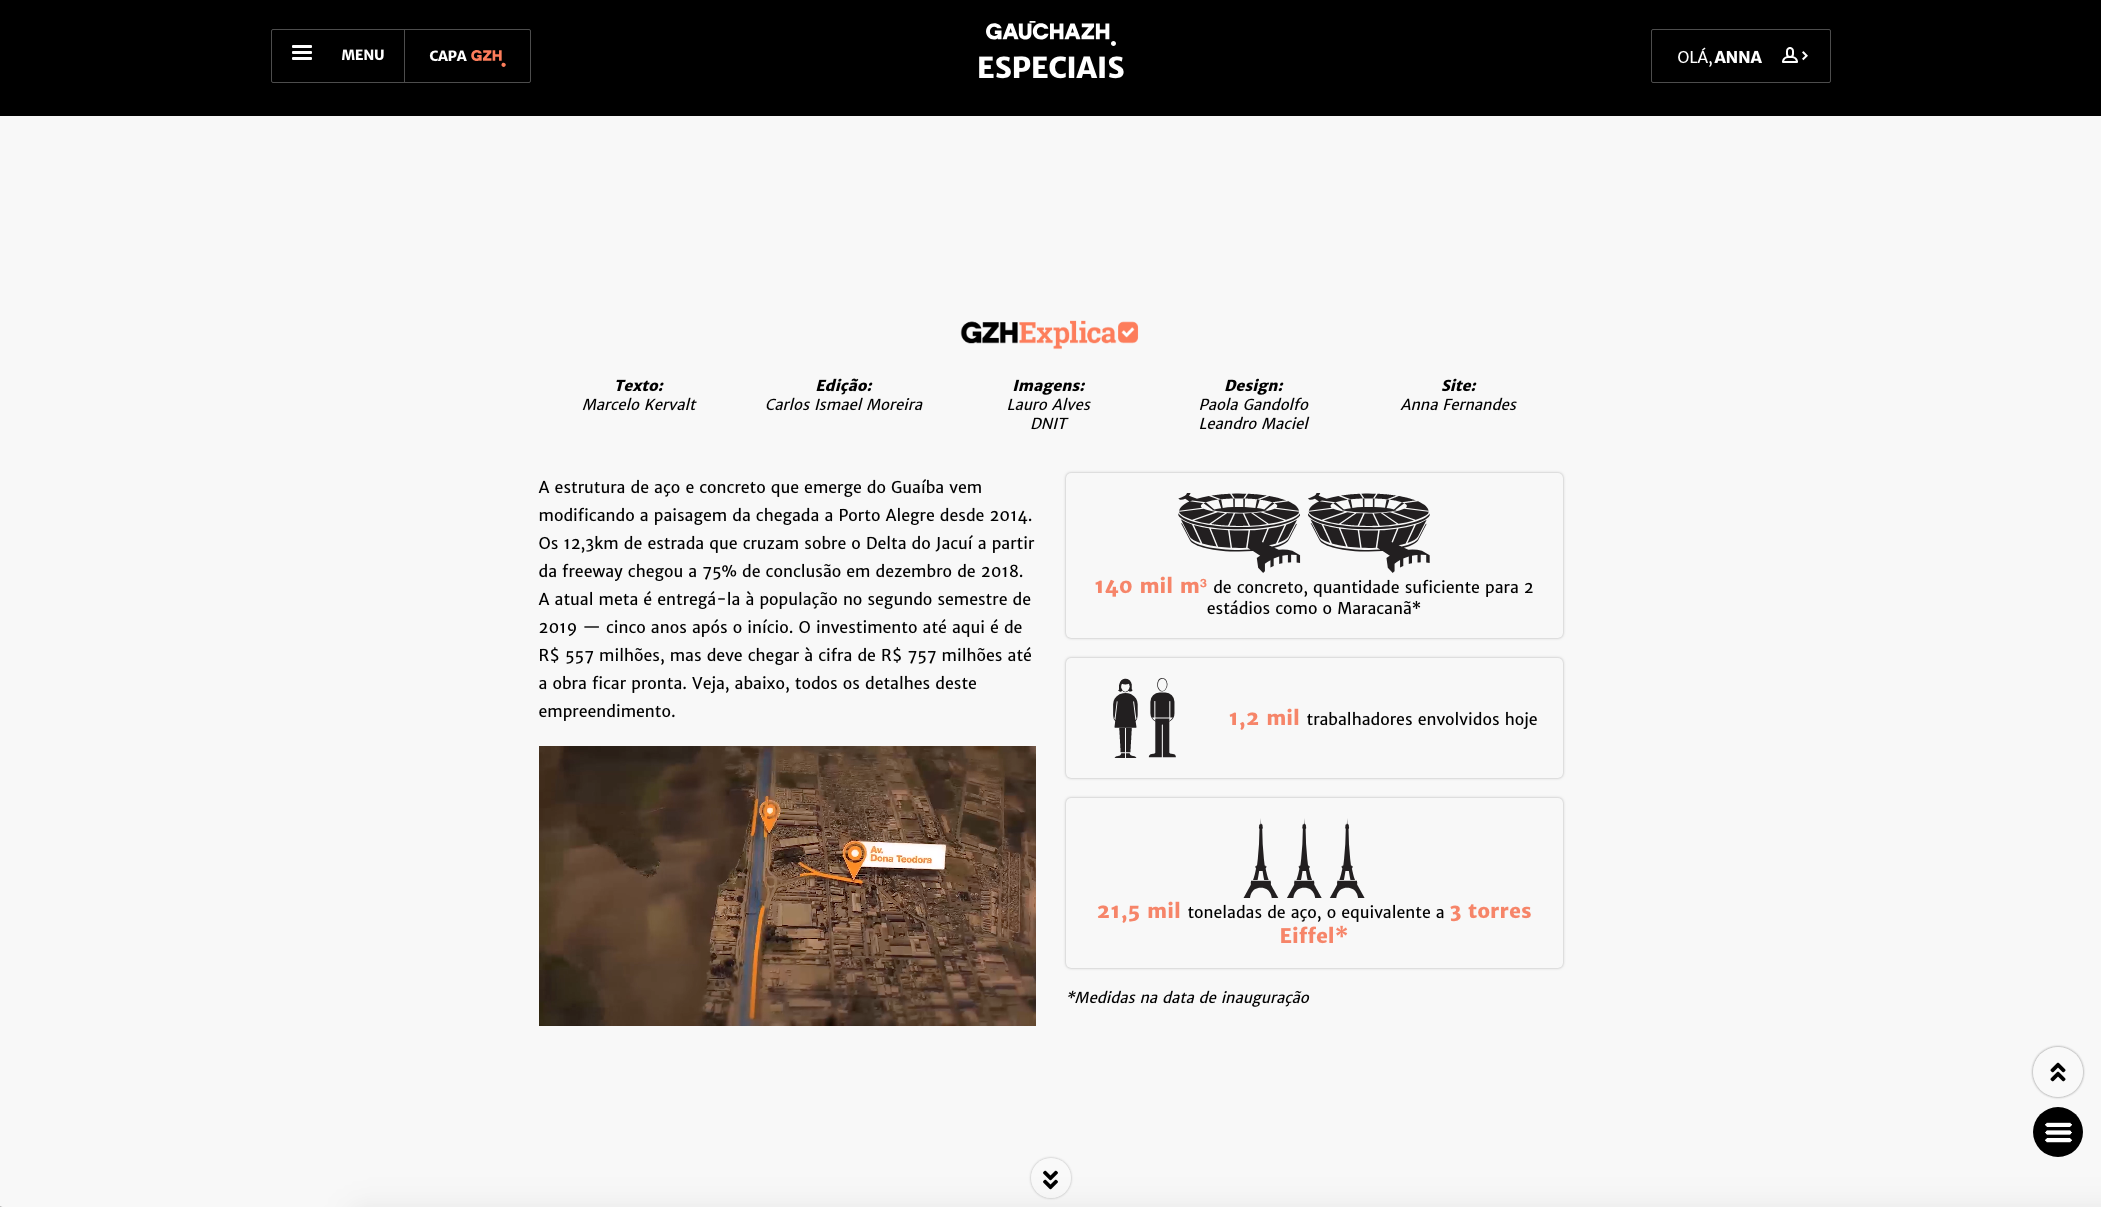 MENU
CAPA GZH.
GAÚCHAZH.
ESPECIAIS
OLÁ, ANNA
GZHExplica
Texto:
Marcelo Kervalt
Edição:
Carlos Ismael Moreira
Imagens:
Lauro Alves
DNIT
Design:
Paola Gandolfo
Leandro Maciel
Site:
Anna Fernandes
A estrutura de aço e concreto que emerge do Guaíba vem
modificando a paisagem da chegada a Porto Alegre desde 2014.
Os 12,3km de estrada que cruzam sobre o Delta do Jacuí a partir
da freeway chegou a 75% de conclusão em dezembro de 2018.
A atual meta é entregá-la à população no segundo semestre de
2019 — cinco anos após o início. O investimento até aqui é de
R$ 557 milhões, mas deve chegar à cifra de R$ 757 milhões até
a obra ficar pronta. Veja, abaixo, todos os detalhes deste
empreendimento.
Av.
Dona Teodora
140 mil m³ de concreto, quantidade suficiente para 2
estádios como o Maracanã*
1,2 mil trabalhadores envolvidos hoje
21,5 mil toneladas de aço, o equivalente a 3 torres
Eiffel*
*Medidas na data de inauguração